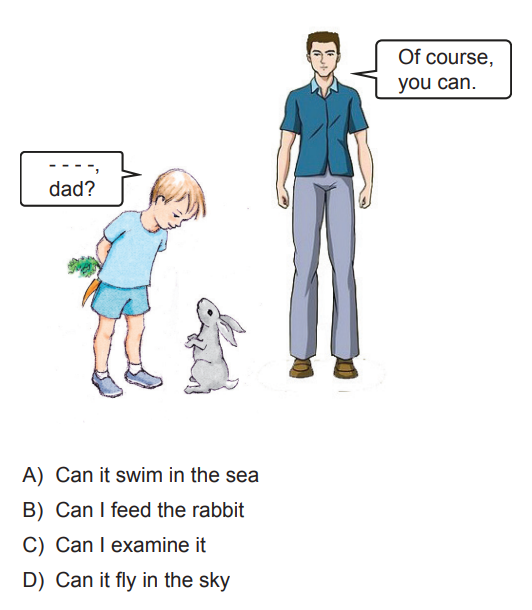 Of course,
you can.
- - - -,
dad?
A) Can it swim in the sea
B) Can I feed the rabbit
C) Can I examine it
D) Can it fly in the sky